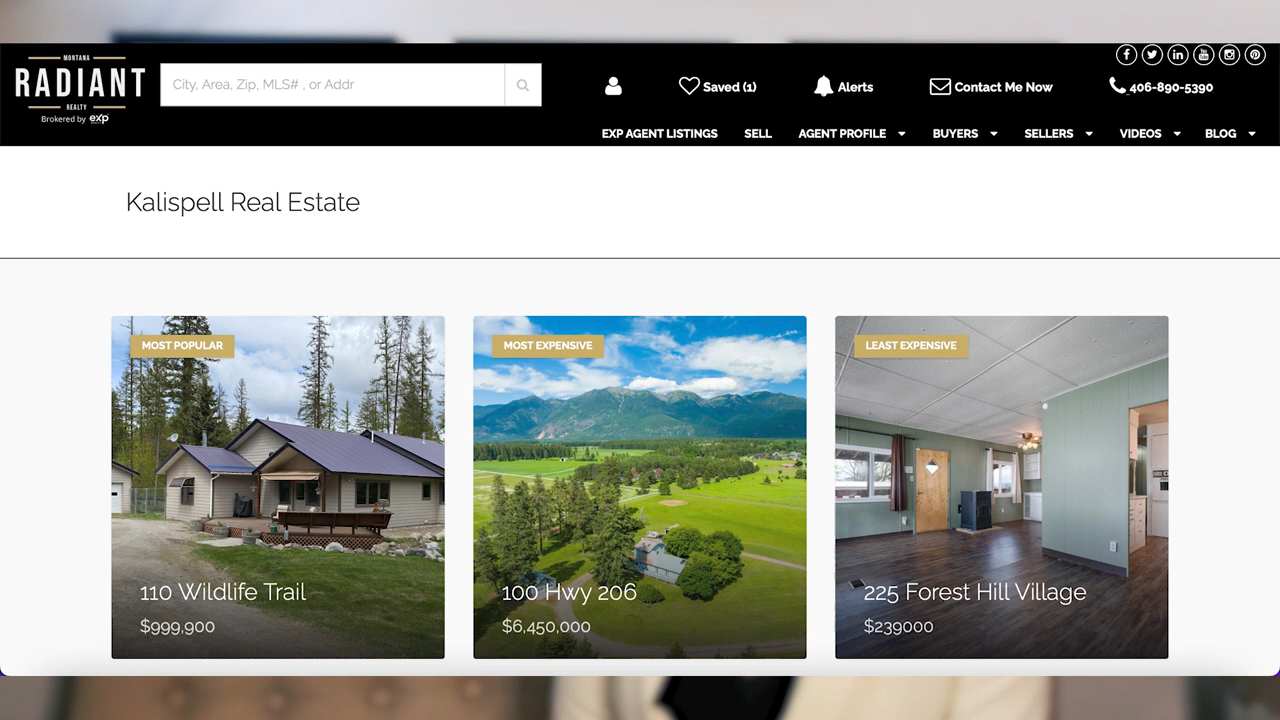 MONTANA
RADIANT
REALTY
Brokered by exp
City, Area, Zip, MLS# , or Addr
Saved (1)
Alerts
Contact Me Now
406-890-5390
EXP AGENT LISTINGS
SELL
AGENT PROFILE
BUYERS
SELLERS
VIDEOS
BLOG
Kalispell Real Estate
MOST POPULAR
110 Wildlife Trail
$999,900
MOST EXPENSIVE
100 Hwy 206
$6,450,000
LEAST EXPENSIVE
225 Forest Hill Village
$239000